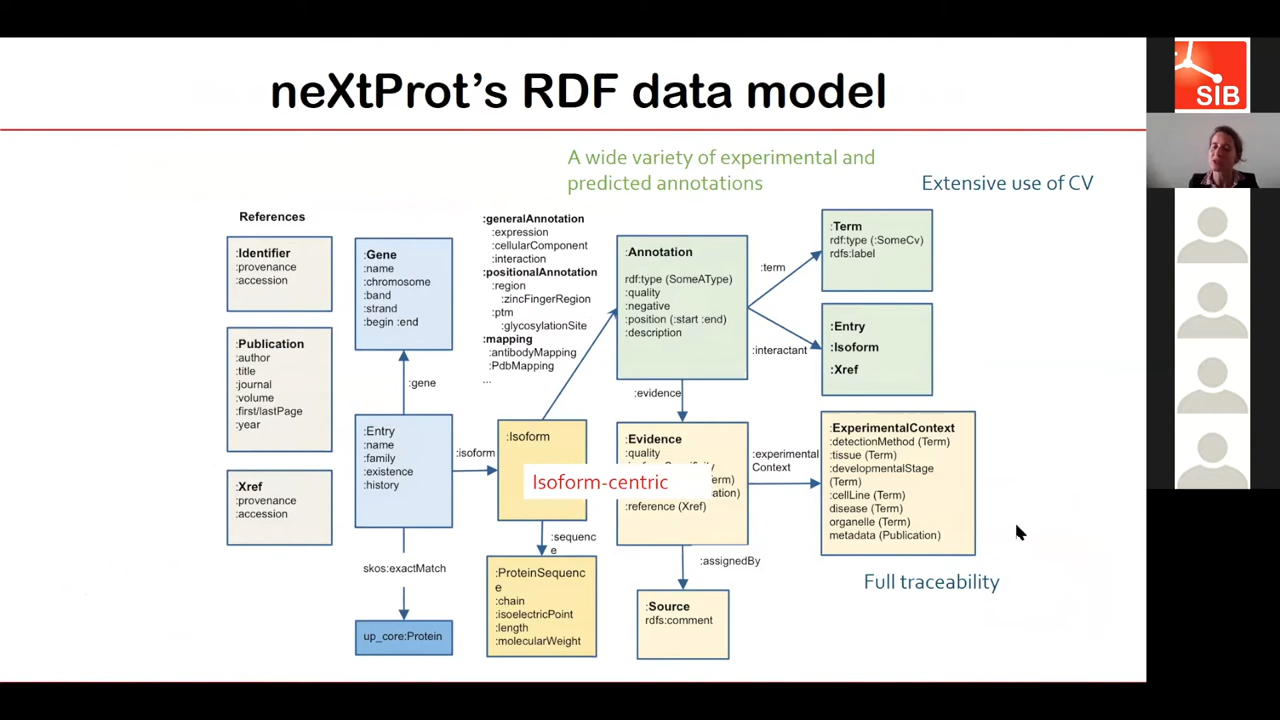 neXtProt's RDF data model
SIB
A wide variety of experimental and
predicted annotations
Extensive use of CV
References
:Identifier
:provenance
:accession
:Publication
:author
:title
:journal
:volume
:first/lastPage
:year
:Xref
:provenance
:accession
:Gene
:name
:chromosome
:band
:strand
:begin :end
:gene
:Entry
:name
:family
:existence
:history
skos:exactMatch
up_core:Protein
:isoform
:generalAnnotation
:expression
:cellularComponent
:interaction
:positionalAnnotation
:region
:zincFingerRegion
:ptm
:glycosylationSite
:mapping
:antibodyMapping
:PdbMapping
...
:Isoform
Isoform-centric
:sequenc
e
:ProteinSequenc
e
:chain
:isoelectricPoint
:length
:molecularWeight
:Annotation
rdf:type (SomeAType)
:quality
:negative
:position (:start :end)
:description
:evidence
:Evidence
:quality
:reference (Xref)
:assignedBy
:Source
rdfs:comment
:term
:interactant
:Term
rdf:type (:SomeCv)
rdfs:label
:Entry
:Isoform
:Xref
:experimental
Context
:ExperimentalContext
:detectionMethod (Term)
:tissue (Term)
:developmentalStage
(Term)
:cellLine (Term)
disease (Term)
organelle (Term)
metadata (Publication)
Full traceability